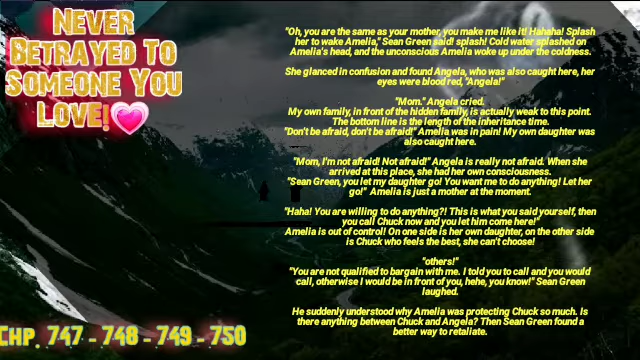 NEVER
BETRAYED TO
SOMEONE YOU
LOVE!
"Oh, you are the same as your mother, you make me like it! Hahaha! Splash
her to wake Amelia," Sean Green said! splash! Cold water splashed on
Amelia's head, and the unconscious Amelia woke up under the coldness.
She glanced in confusion and found Angela, who was also caught here, her
eyes were blood red, "Angela!"
"Mom." Angela cried.
My own family, in front of the hidden family, is actually weak to this point.
The bottom line is the length of the inheritance time.
"Don't be afraid, don't be afraid!" Amelia was in pain! My own daughter was
also caught here.
"Mom, I'm not afraid! Not afraid!" Angela is really not afraid. When she
arrived at this place, she had her own consciousness.
"Sean Green, you let my daughter go! You want me to do anything! Let her
go!" Amelia is just a mother at the moment.
"Haha! You are willing to do anything?! This is what you said yourself, then
you call Chuck now and you let him come here!"
Amelia is out of control! On one side is her own daughter, on the other side
is Chuck who feels the best, she can't choose!
"others!"
"You are not qualified to bargain with me. I told you to call and you would
call, otherwise I would be in front of you, hehe, you know!" Sean Green
laughed.
He suddenly understood why Amelia was protecting Chuck so much. Is
there anything between Chuck and Angela? Then Sean Green found a
better way to retaliate.
CHP. 747 - 748 - 749 - 750